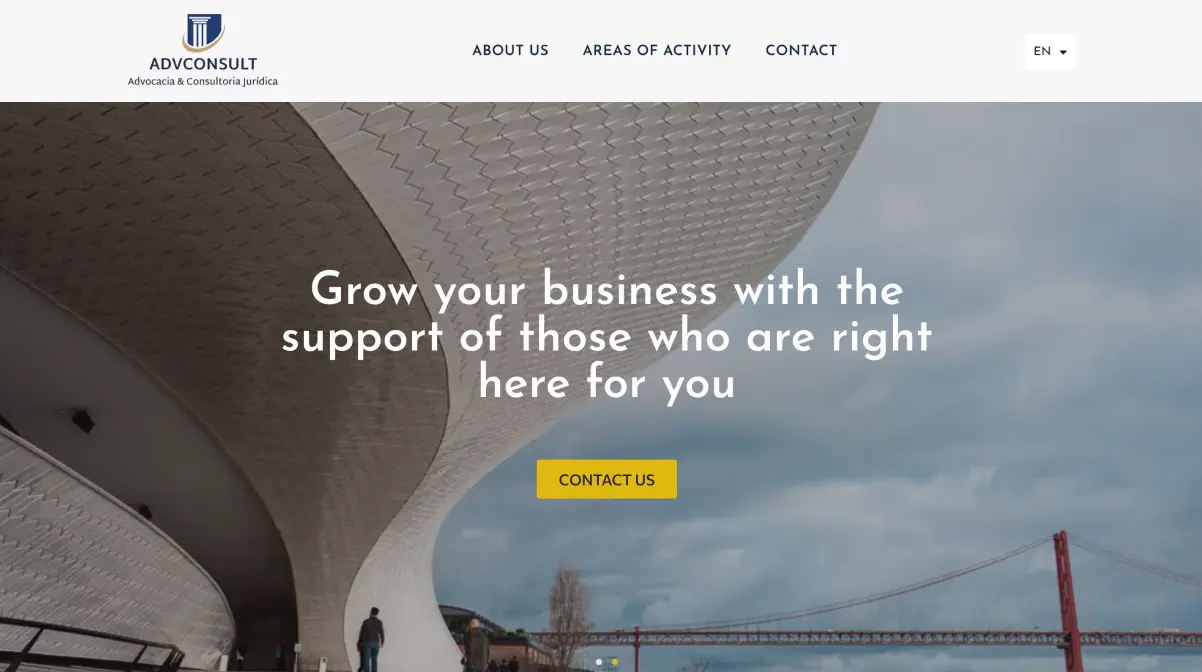 ADVCONSULT
Advocacia & Consultoria Jurídica
ABOUT US
AREAS OF ACTIVITY
CONTACT
EN
Grow your business with the
support of those who are right
here for you
CONTACT US